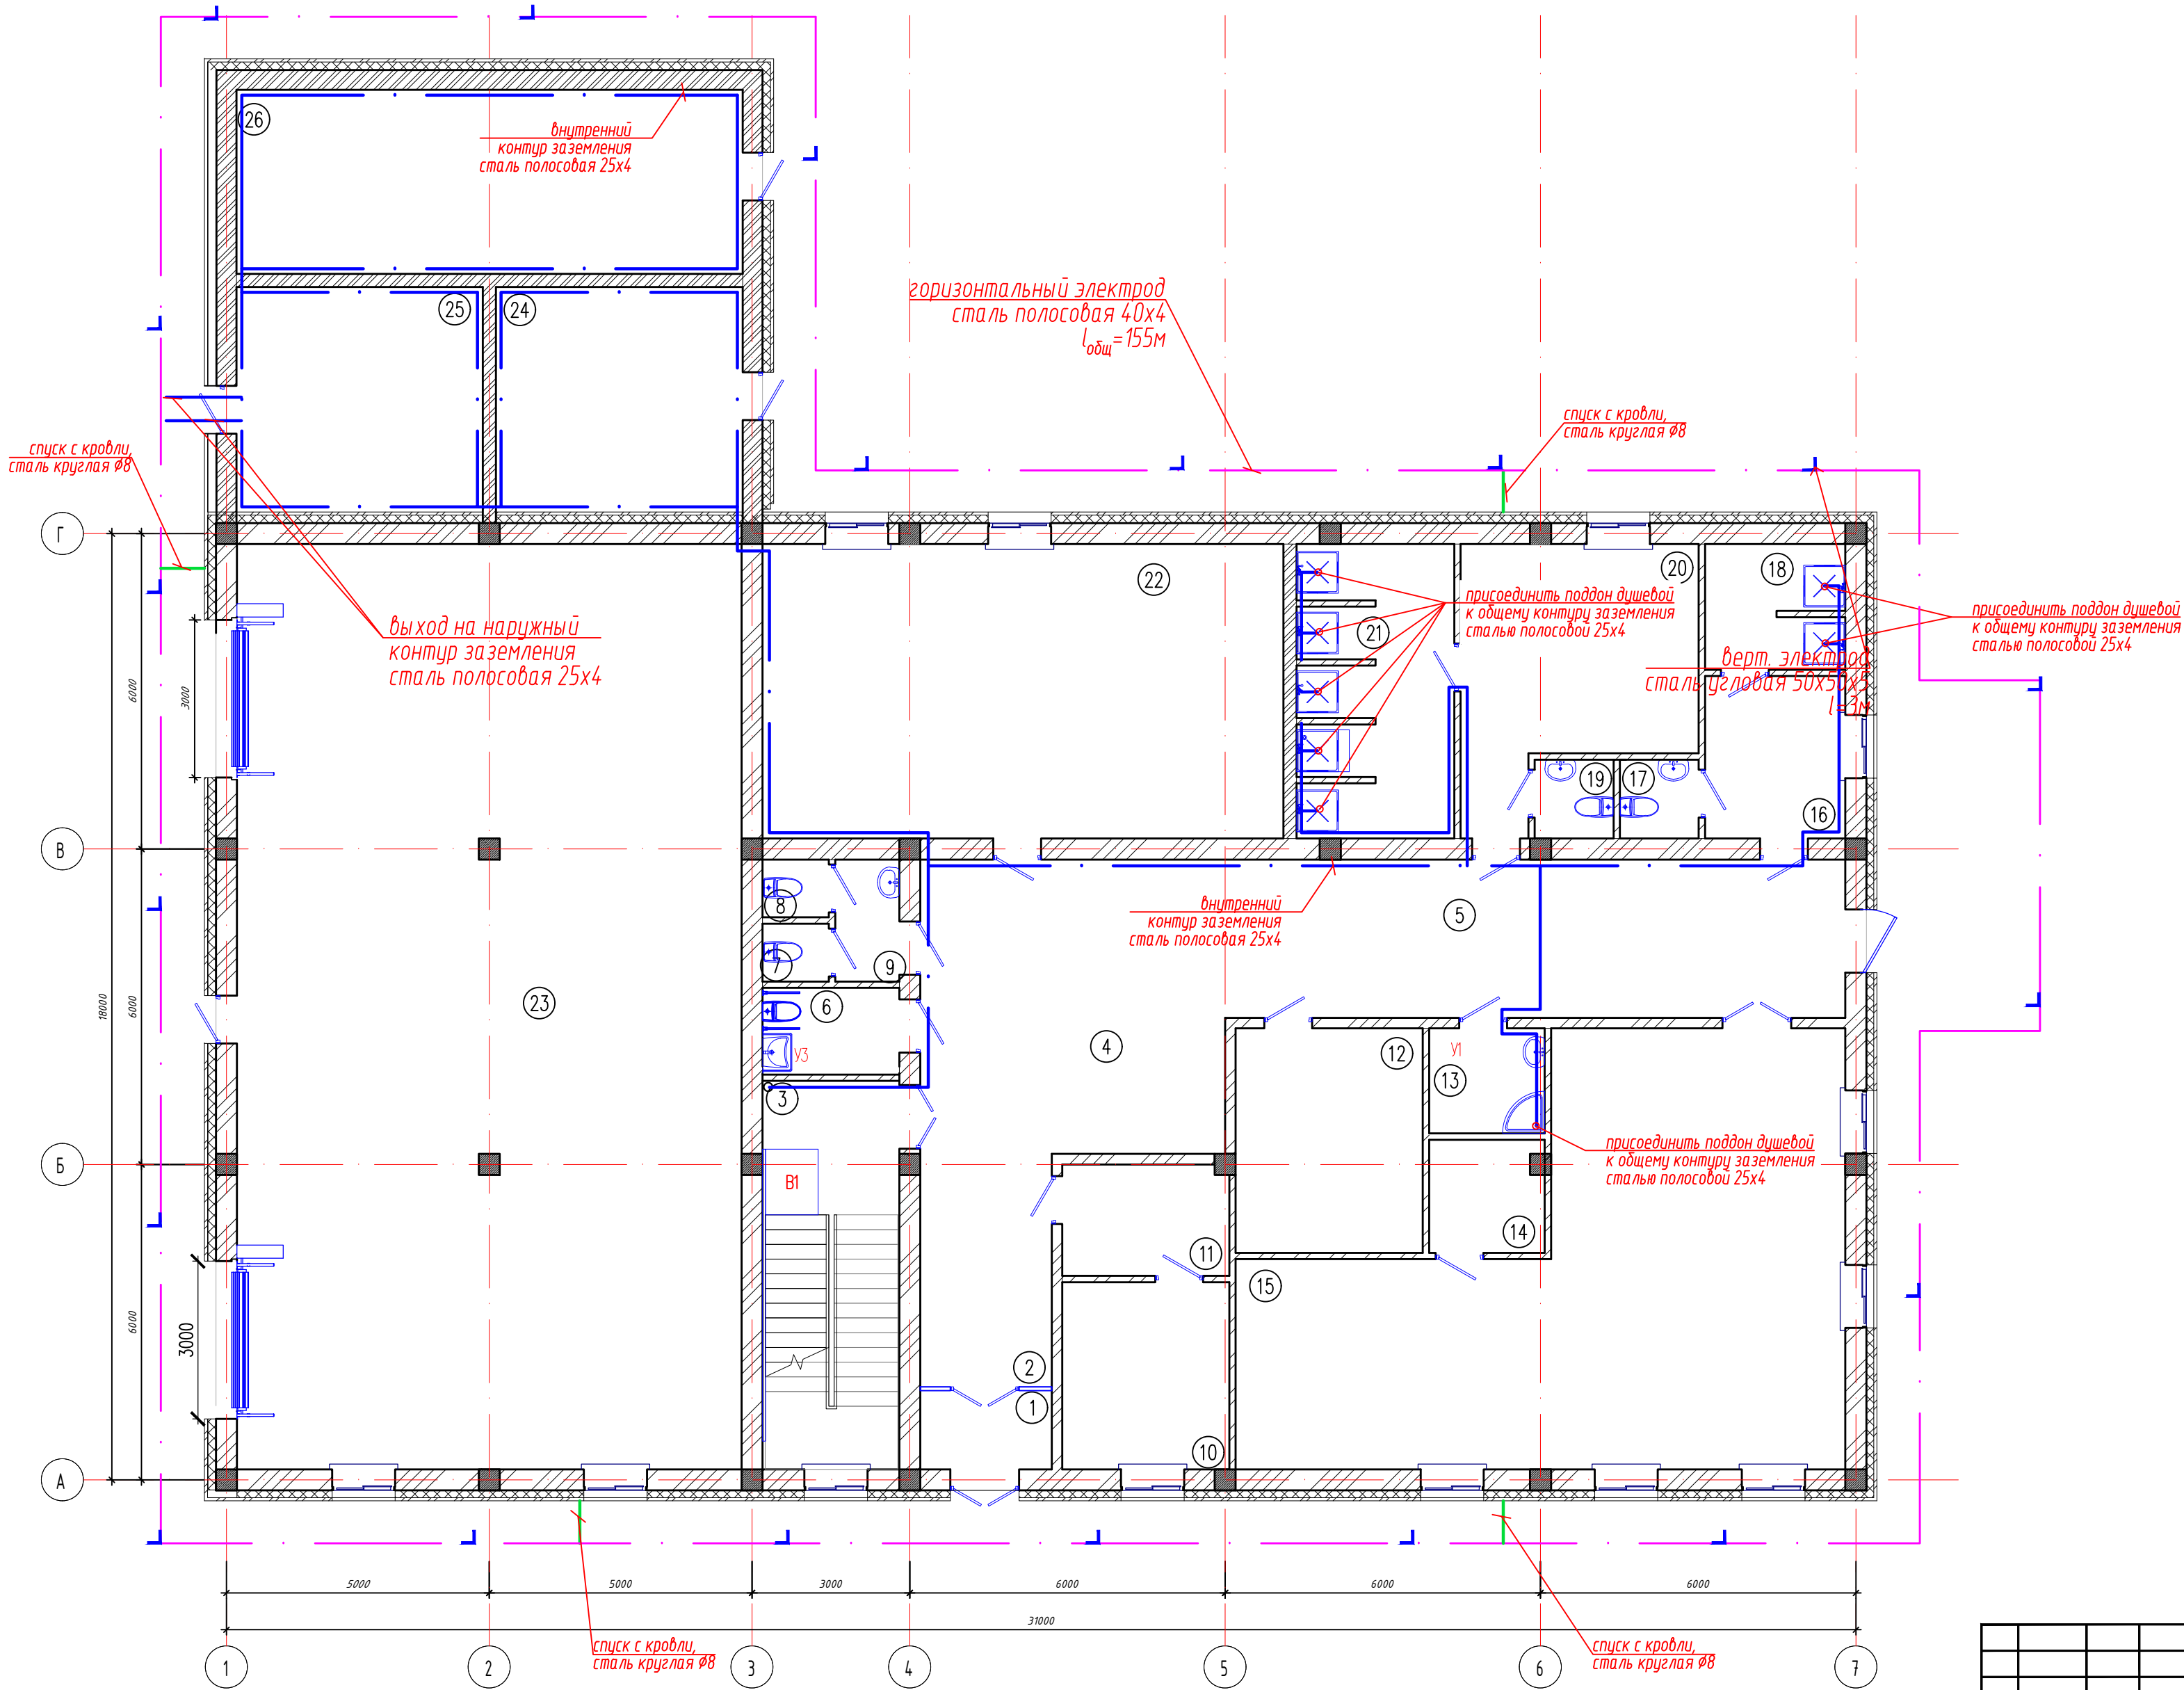 26
внутренний
контур заземления
сталь полосовая 25х4
25
24
горизонтальный электрод
сталь полосовая 40х4
lобщ=155м
спуск с кровли,
сталь круглая ø8
спуск с кровли,
сталь круглая ø8
Г
22
20
18
21
присоединить поддон душевой
к общему контуру заземления
сталью полосовой 25х4
присоединить поддон душевой
к общему контуру заземления
сталью полосовой 25х4
выход на наружный
контур заземления
сталь полосовая 25х4
верт. электрод
сталь угловая 50х50х5
l=3м
6000
3000
19
17
16
В
8
внутренний
контур заземления
сталь полосовая 25х4
5
7
9
23
6
18000
6000
4
У3
12
У1
13
3
присоединить поддон душевой
к общему контуру заземления
сталью полосовой 25х4
Б
В1
14
11
15
6000
3000
2
1
10
А
5000
5000
3000
6000
6000
6000
31000
спуск с кровли,
сталь круглая ø8
спуск с кровли,
сталь круглая ø8
1
2
3
4
5
6
7